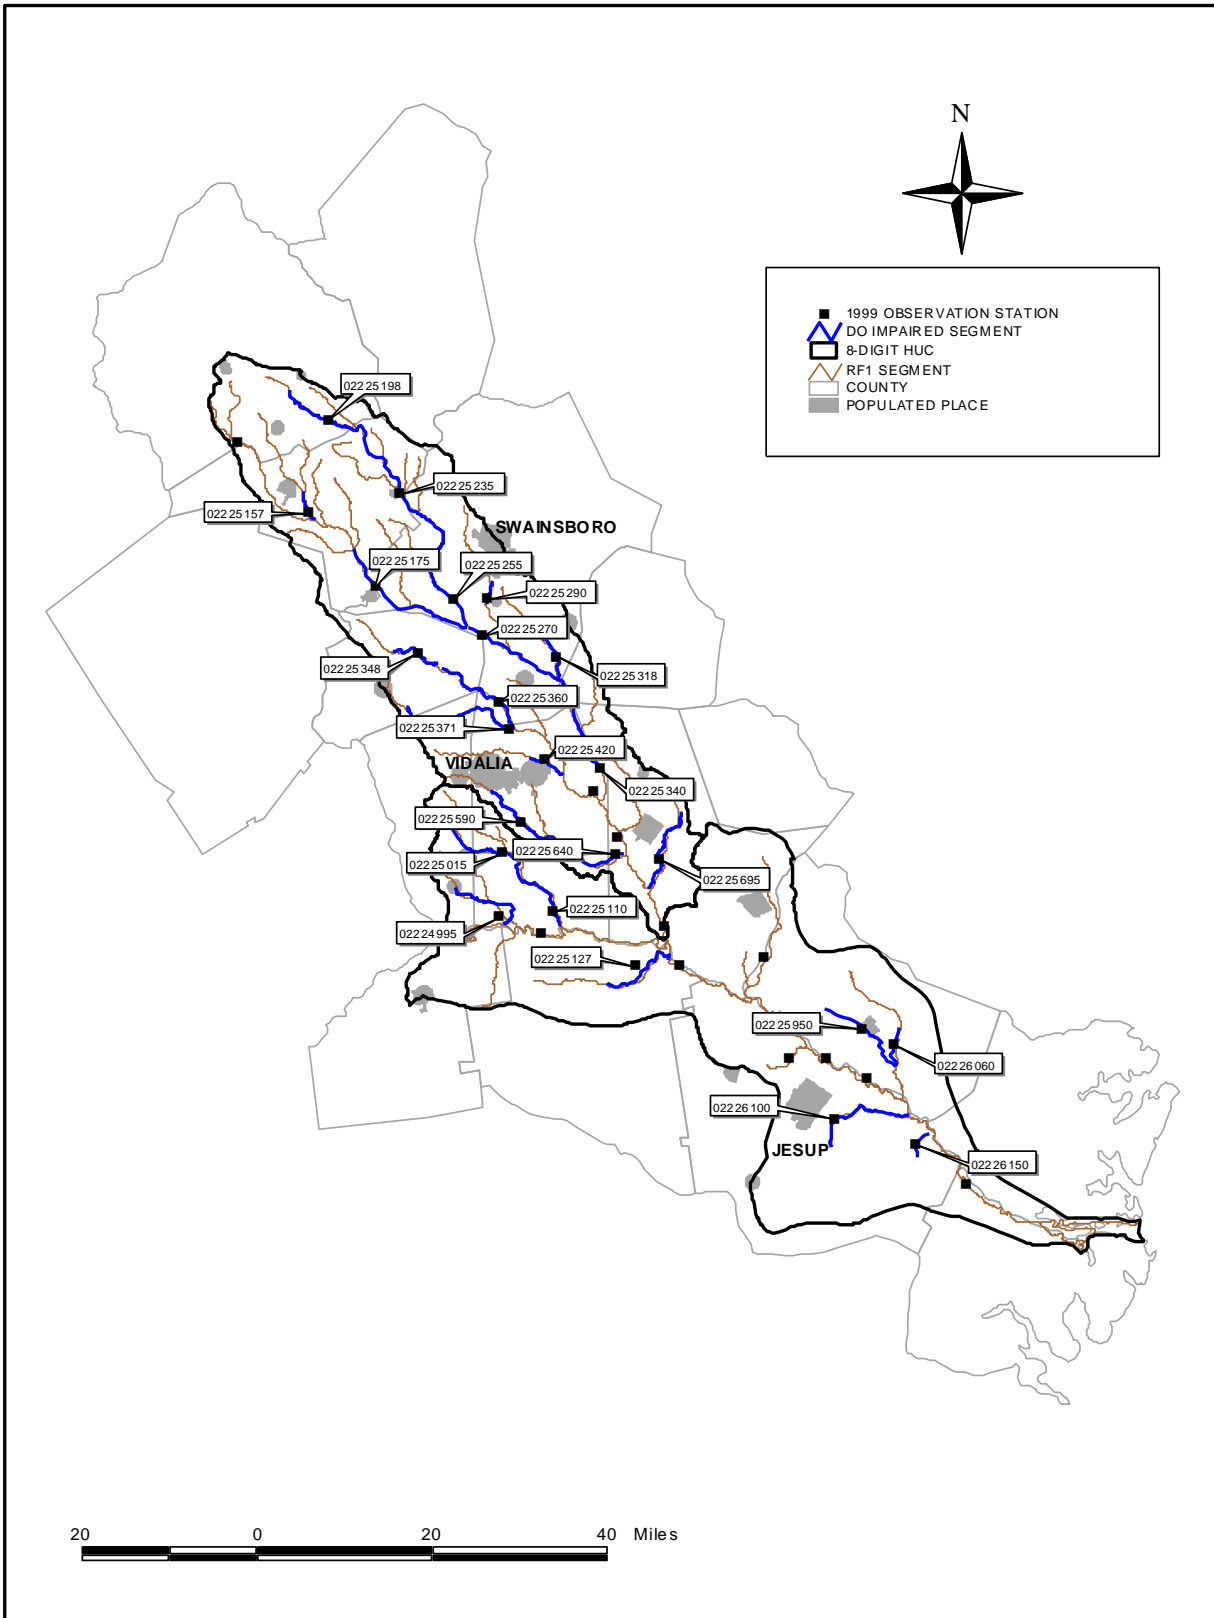 N
1999 OBSERVATION STATION
DO IMPAIRED SEGMENT
8-DIGIT HUC
RF1 SEGMENT
COUNTY
POPULATED PLACE
02225198
02225235
02225157
SWAINSBORO
02225175
02225255
02225290
02225270
02225348
02225318
02225360
02225371
02225420
VIDALIA
02225340
02225590
02225640
02225015
02225695
02225110
02224995
02225127
02225950
02226060
02226100
JESUP
02226150
20 0 20 40 Miles